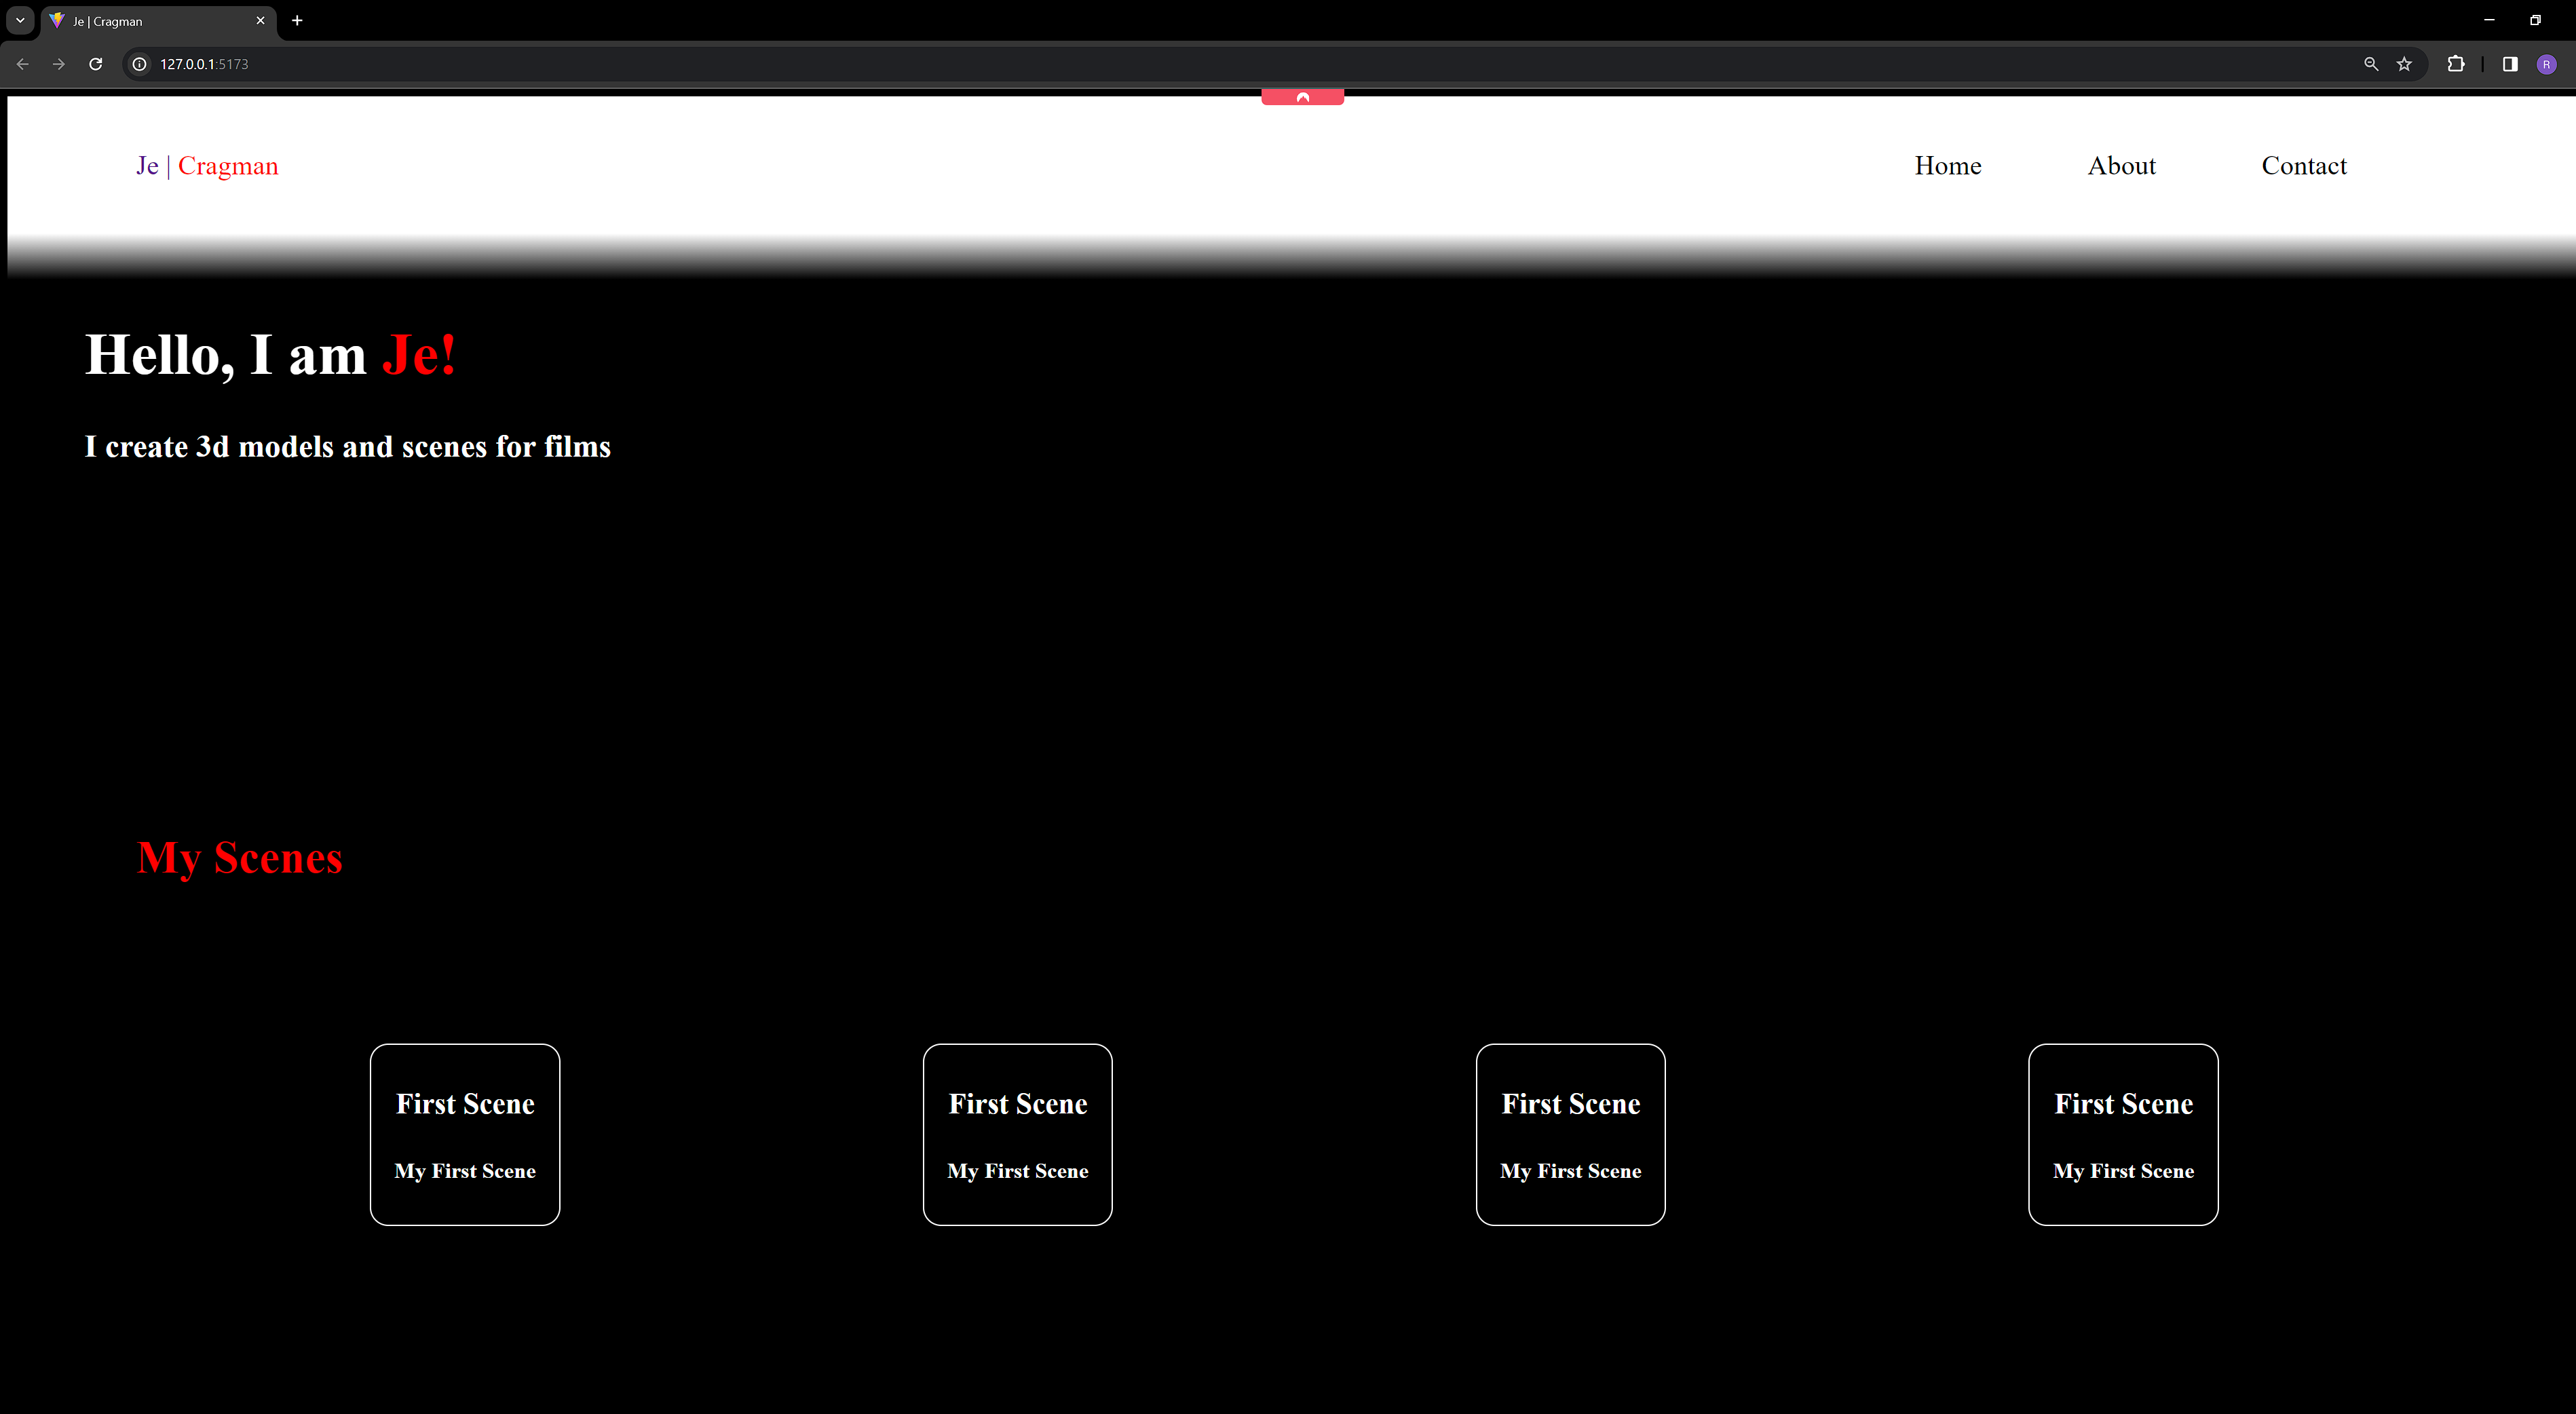 Je | Cragman
127.0.0.1:5173
R
Je | Cragman Home About Contact
Hello, I am Je!
I create 3d models and scenes for films
My Scenes
First Scene First Scene First Scene First Scene
My First Scene My First Scene My First Scene My First Scene